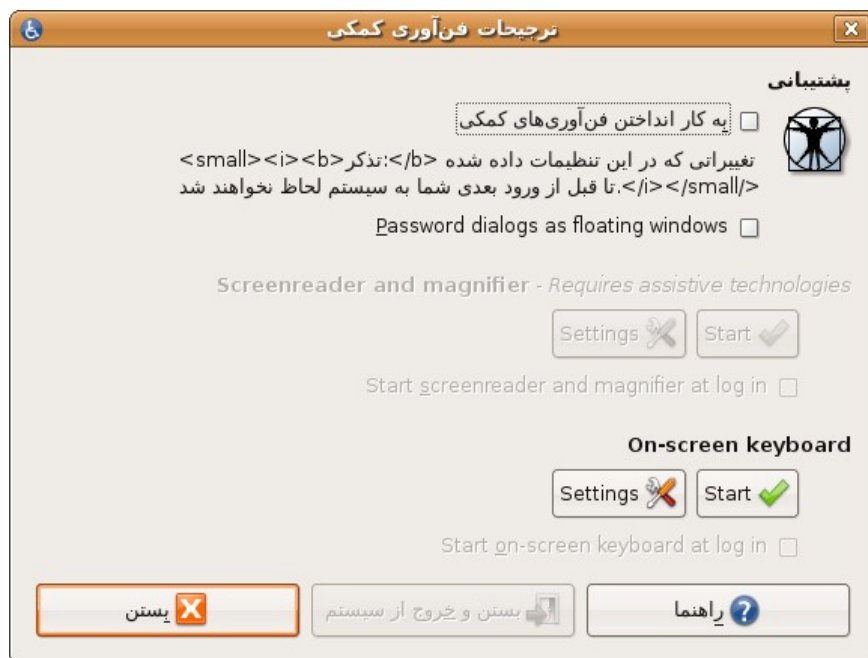 ترجیحات فن‌آوری کمکی
پشتیبانی
به کار انداختن فن‌آوری‌های کمکی
<small><i><b>تذکر:</b> تغییراتی که در این تنظیمات داده شده
تا قبل از ورود بعدی شما به سیستم لحاظ نخواهند شد.</i></small>
Password dialogs as floating windows
Screenreader and magnifier - Requires assistive technologies
Start Settings
Start screenreader and magnifier at log in
On-screen keyboard
Start Settings
Start on-screen keyboard at log in
راهنما بستن و خروج از سیستم بستن